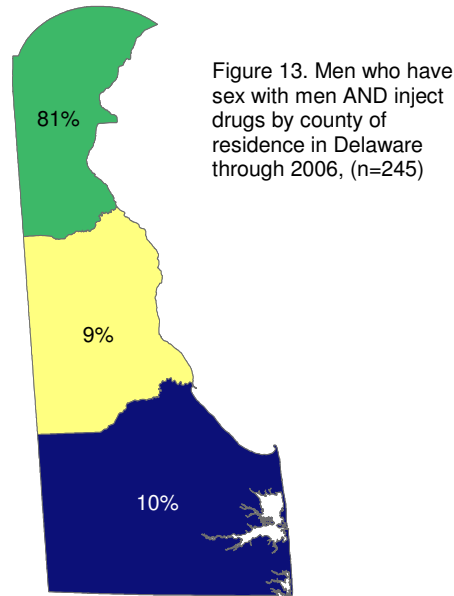 Figure 13. Men who have
sex with men AND inject
drugs by county of
residence in Delaware
through 2006, (n=245)
81%
9%
10%